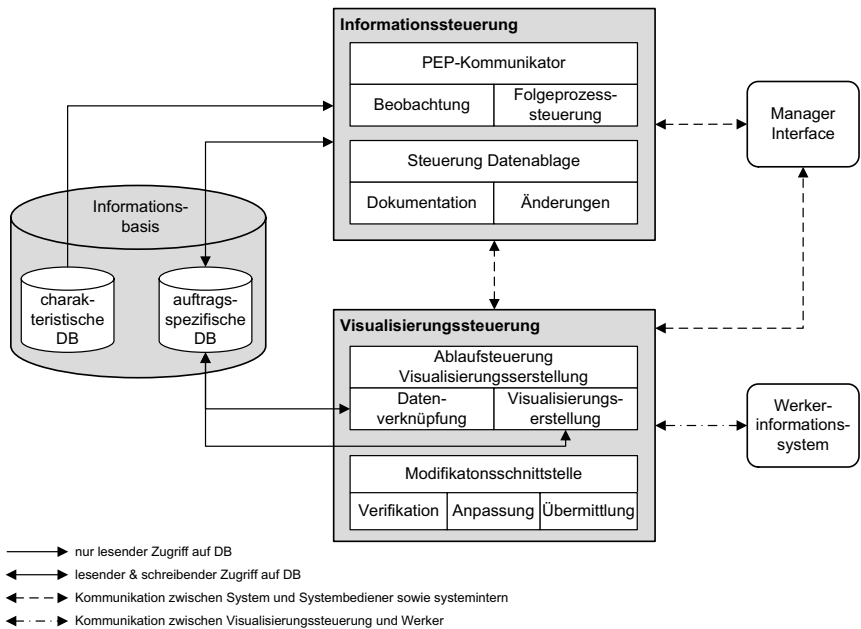 Informationssteuerung
PEP-Kommunikator
Beobachtung
Folgeprozess-
steuerung
Steuerung Datenablage
Dokumentation
Änderungen
Manager
Interface
Informations-
basis
charak-
teristische
DB
auftrags-
spezifische
DB
Visualisierungssteuerung
Ablaufsteuerung
Visualisierungsserstellung
Daten-
verknüpfung
Visualisierungs-
erstellung
Modifikatonsschnittstelle
Verifikation
Anpassung
Übermittlung
Werker-
informations-
system
nur lesender Zugriff auf DB
lesender & schreibender Zugriff auf DB
Kommunikation zwischen System und Systembediener sowie systemintern
Kommunikation zwischen Visualisierungssteuerung und Werker